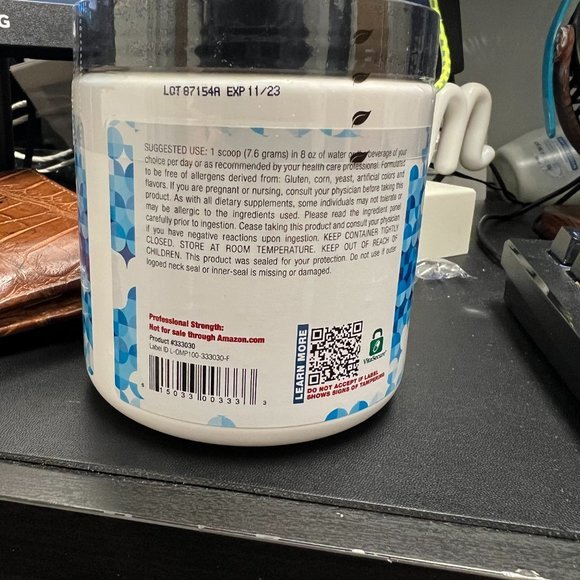 G
LOT 87154A EXP 11/23
SUGGESTED USE: 1 scoop (7.6 grams) in 8 oz of water or beverage of your
choice per day or as recommended by your health care professional. Formulated
to be free of allergens derived from: Gluten, corn, yeast, artificial colors and
flavors. If you are pregnant or nursing, consult your physician before taking this
product. As with all dietary supplements, some individuals may not tolerate or
may be allergic to the ingredients used. Please read the ingredient panel
carefully prior to ingestion. Cease taking this product and consult your physician
if you have negative reactions upon ingestion. KEEP CONTAINER TIGHTLY
CLOSED. STORE AT ROOM TEMPERATURE. KEEP OUT OF REACH OF
CHILDREN. This product was sealed for your protection. Do not use if outer
logoed neck seal or inner-seal is missing or damaged.
Professional Strength:
Not for sale through Amazon.com
Product #333030
Label ID L-OMP100-333030-F
6 15033 00333 3
LEARN MORE
VitaSecure
DO NOT ACCEPT IF LABEL
SHOWS SIGNS OF TAMPERING